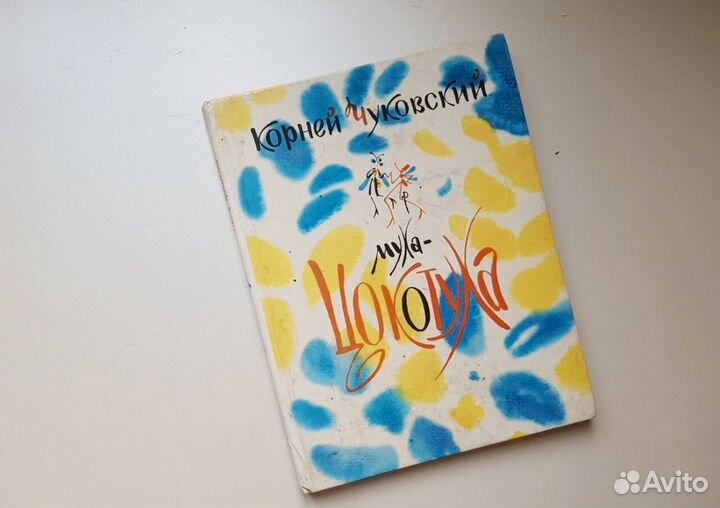 Корней Чуковский
муха-
Цокотуха
Avito